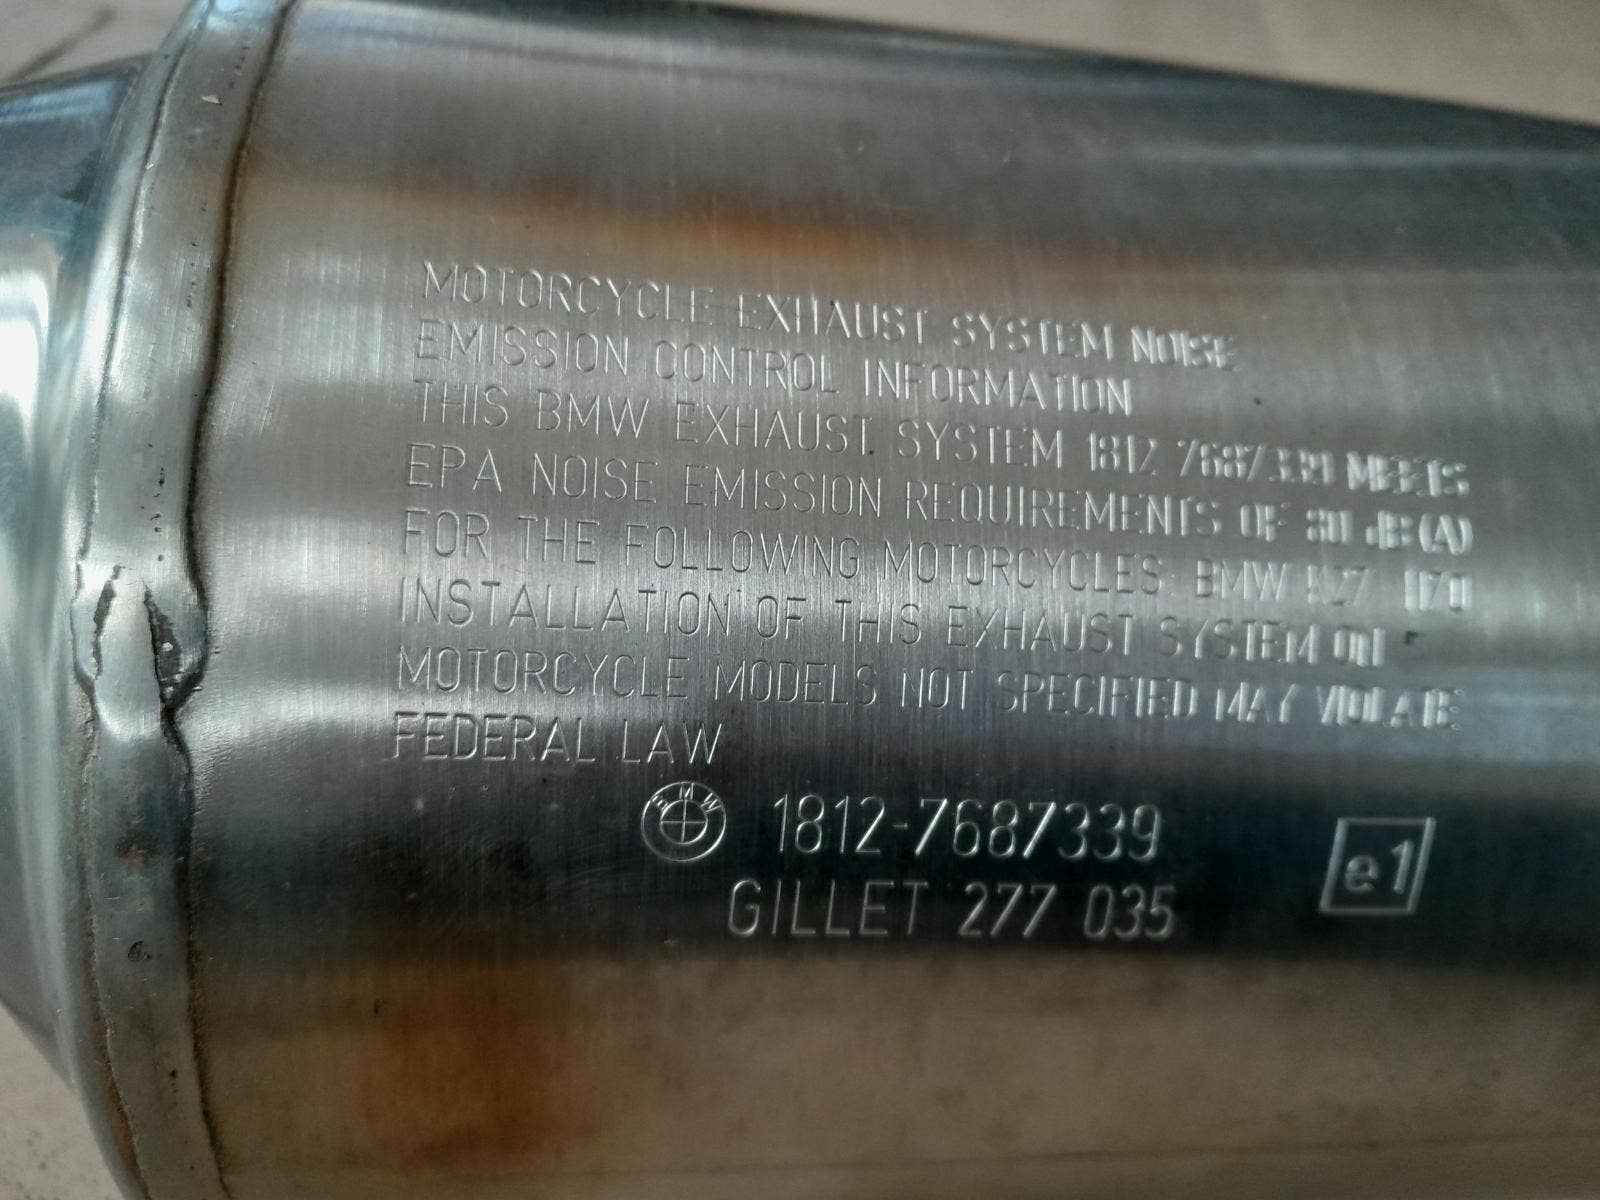 MOTORCYCLE EXHAUST SYSTEM NOISE
EMISSION CONTROL INFORMATION
THIS BMW EXHAUST SYSTEM 1812 7687339 MEETS
EPA NOISE EMISSION REQUIREMENTS OF 80 dB(A)
FOR THE FOLLOWING MOTORCYCLES: BMW
INSTALLATION OF THIS EXHAUST SYSTEM ON
MOTORCYCLE MODELS NOT SPECIFIED MAY VIOLATE
FEDERAL LAW
BMW 1812-7687339
GILLET 277 035
e1